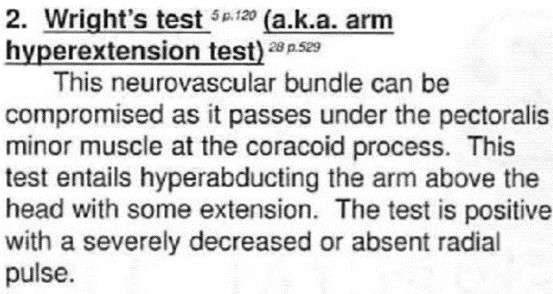 2. Wright's test 5 p.120 (a.k.a. arm
hyperextension test) 28 p.529
This neurovascular bundle can be
compromised as it passes under the pectoralis
minor muscle at the coracoid process. This
test entails hyperabducting the arm above the
head with some extension. The test is positive
with a severely decreased or absent radial
pulse.